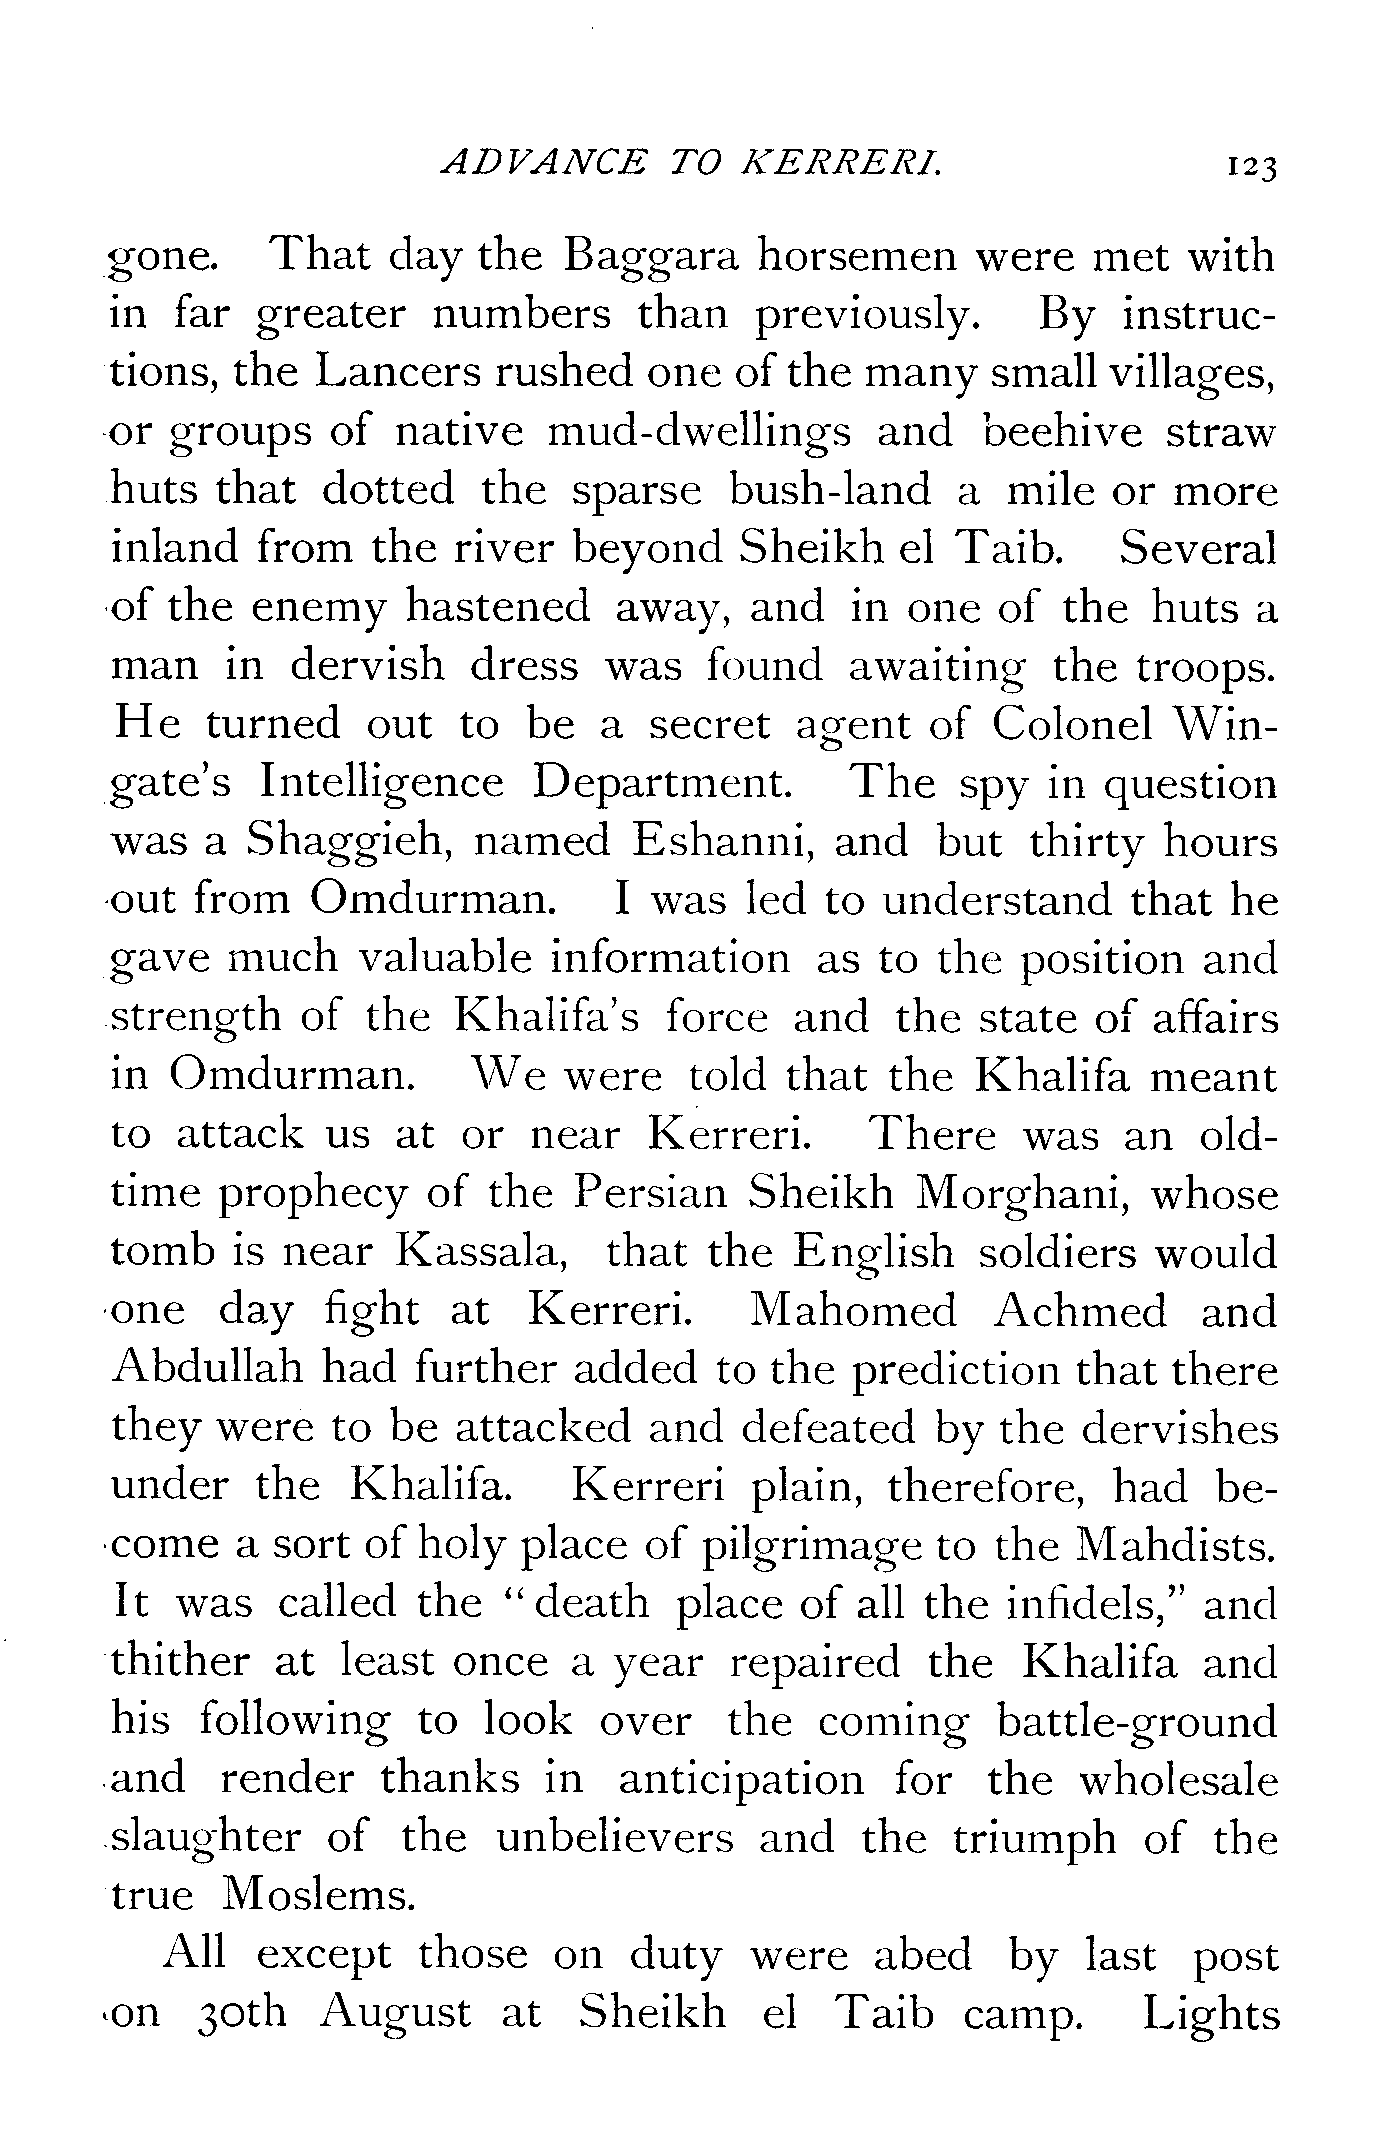 ADVANCE TO KERRERI. 123
gone. That day the Baggara horsemen were met with
in far greater numbers than previously. By instruc-
tions, the Lancers rushed one of the many small villages,
or groups of native mud-dwellings and beehive straw
huts that dotted the sparse bush-land a mile or more
inland from the river beyond Sheikh el Taib. Several
of the enemy hastened away, and in one of the huts a
man in dervish dress was found awaiting the troops.
He turned out to be a secret agent of Colonel Win-
gate's Intelligence Department. The spy in question
was a Shaggieh, named Eshanni, and but thirty hours
out from Omdurman. I was led to understand that he
gave much valuable information as to the position and
strength of the Khalifa's force and the state of affairs
in Omdurman. We were told that the Khalifa meant
to attack us at or near Kerreri. There was an old-
time prophecy of the Persian Sheikh Morghani, whose
tomb is near Kassala, that the English soldiers would
one day fight at Kerreri. Mahomed Achmed and
Abdullah had further added to the prediction that there
they were to be attacked and defeated by the dervishes
under the Khalifa. Kerreri plain, therefore, had be-
come a sort of holy place of pilgrimage to the Mahdists.
It was called the "death place of all the infidels," and
thither at least once a year repaired the Khalifa and
his following to look over the coming battle-ground
and render thanks in anticipation for the wholesale
slaughter of the unbelievers and the triumph of the
true Moslems.
All except those on duty were abed by last post
on 30th August at Sheikh el Taib camp. Lights